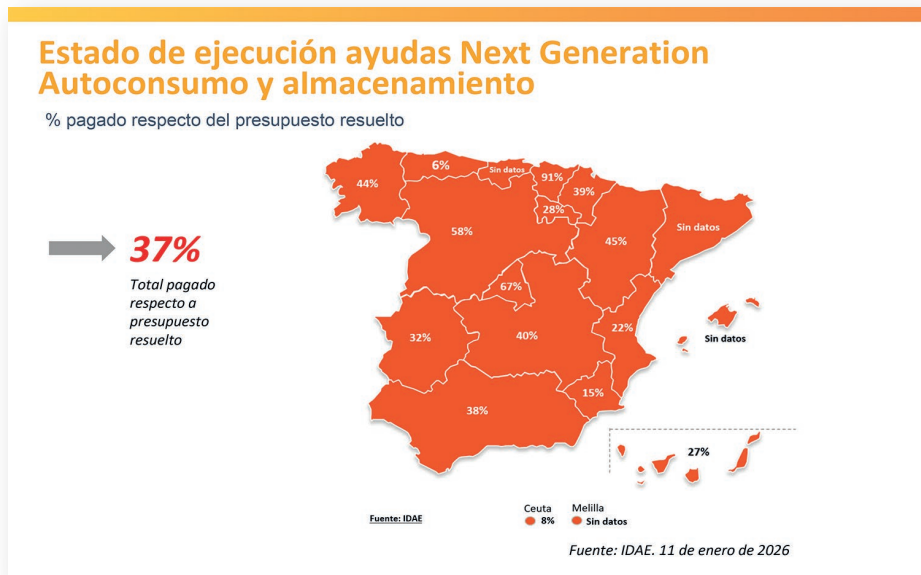 Estado de ejecución ayudas Next Generation
Autoconsumo y almacenamiento
% pagado respecto del presupuesto resuelto
44%
6%
Sin datos
91%
39%
28%
58%
45%
Sin datos
37%
Total pagado
respecto a
presupuesto
resuelto
67%
32%
40%
22%
Sin datos
15%
38%
27%
Ceuta
8%
Melilla
Sin datos
Fuente: IDAE
Fuente: IDAE. 11 de enero de 2026